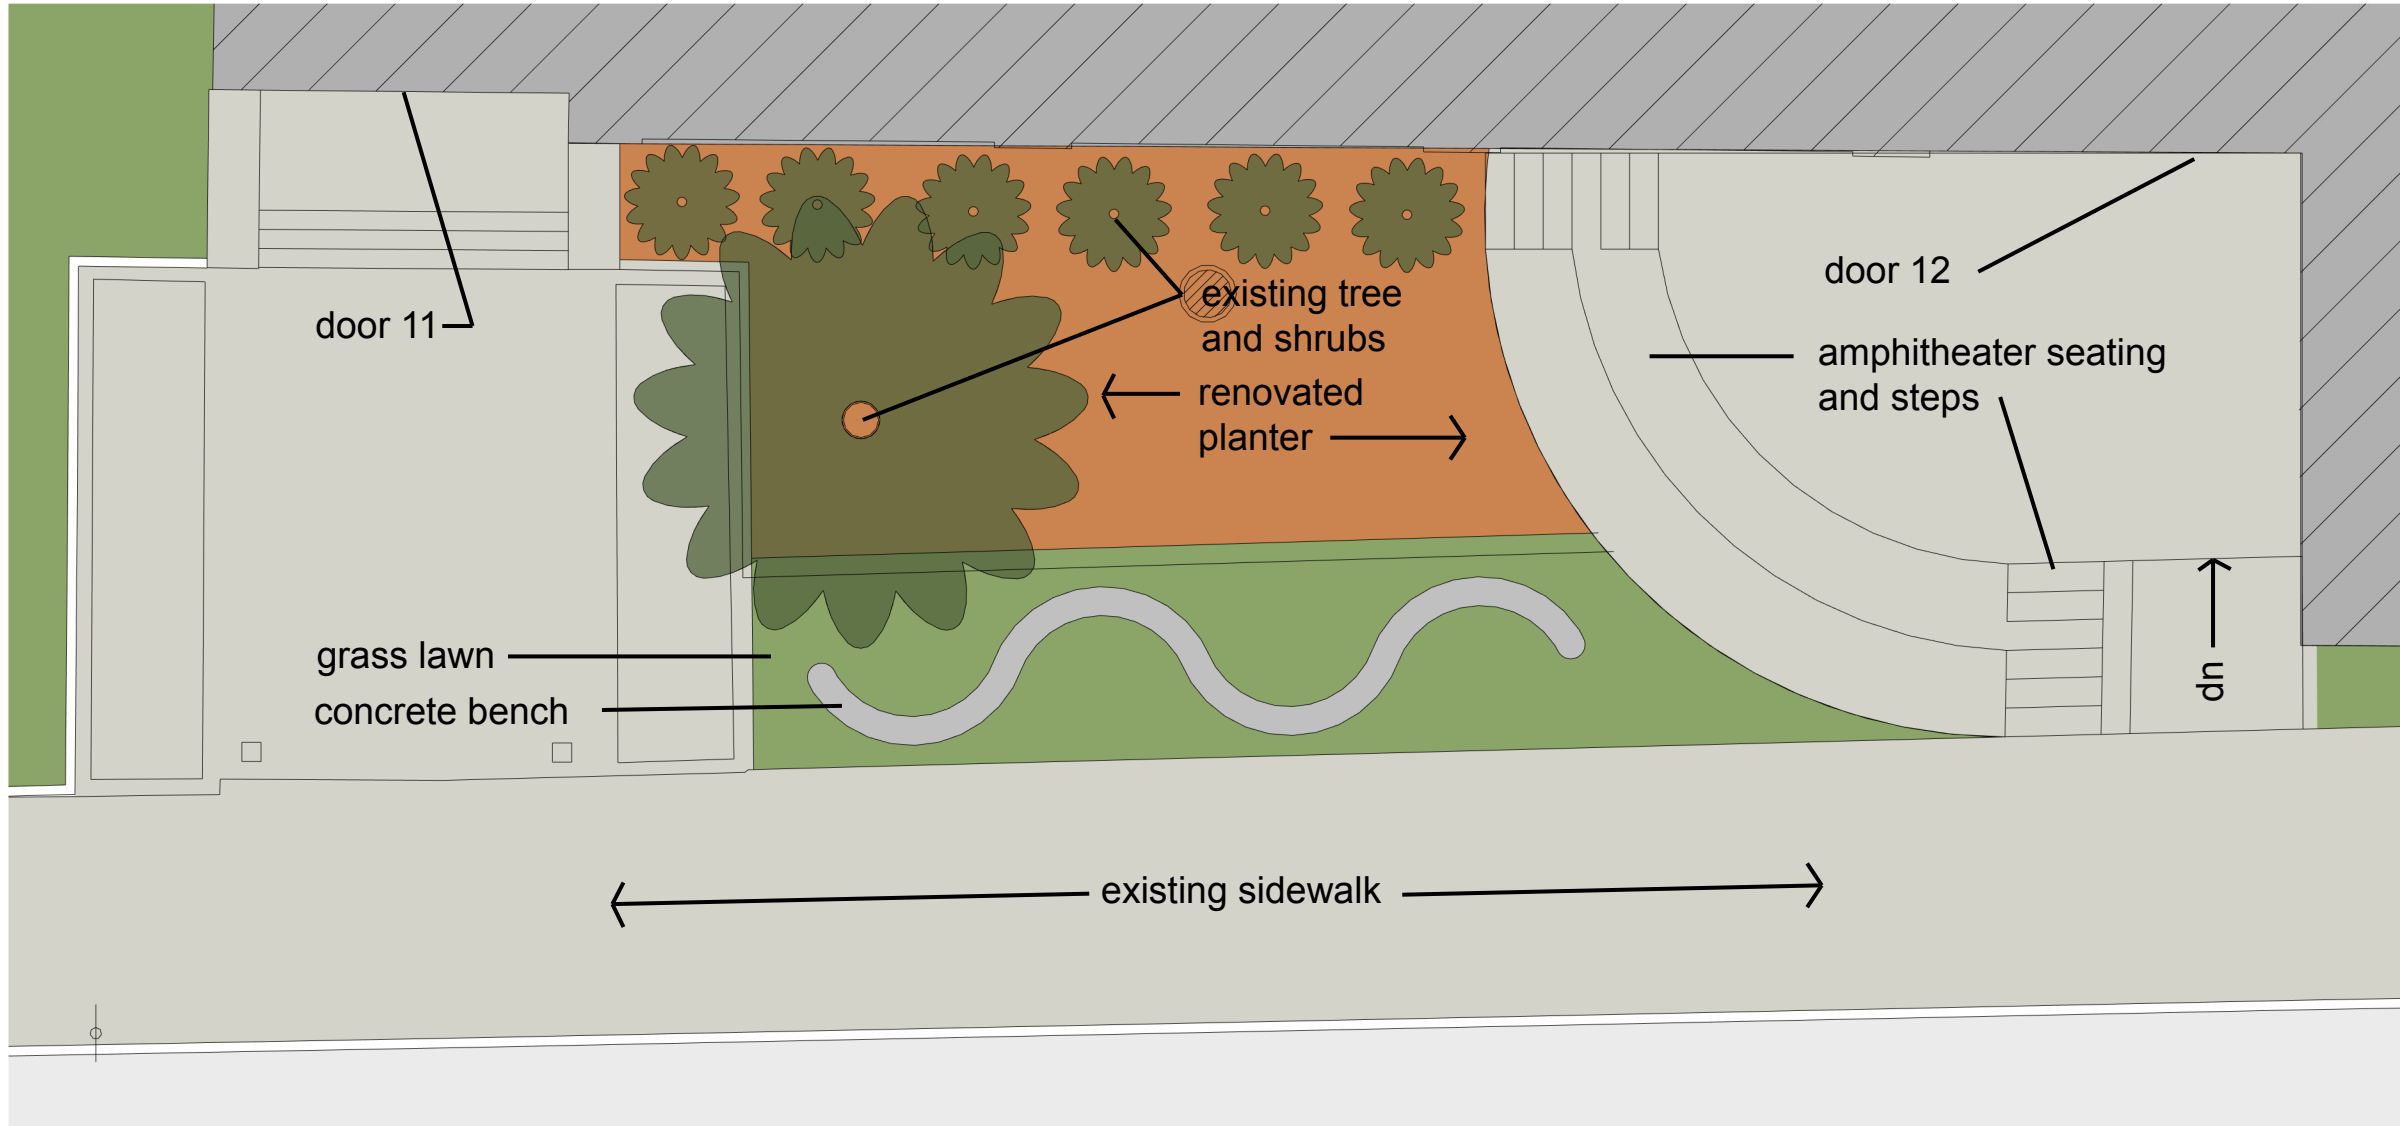 door 11
existing tree
and shrubs
renovated
planter
door 12
amphitheater seating
and steps
grass lawn
concrete bench
dn
existing sidewalk